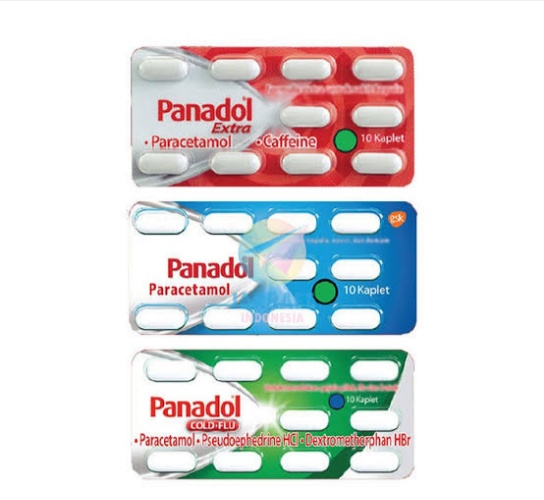 Panadol
Extra
• Paracetamol • Caffeine
10 Kaplet
gsk
Panadol
Paracetamol
10 Kaplet
INDONESIA
10 Kaplet
Panadol
COLD+FLU
• Paracetamol • Pseudoephedrine HCl • Dextromethorphan HBr